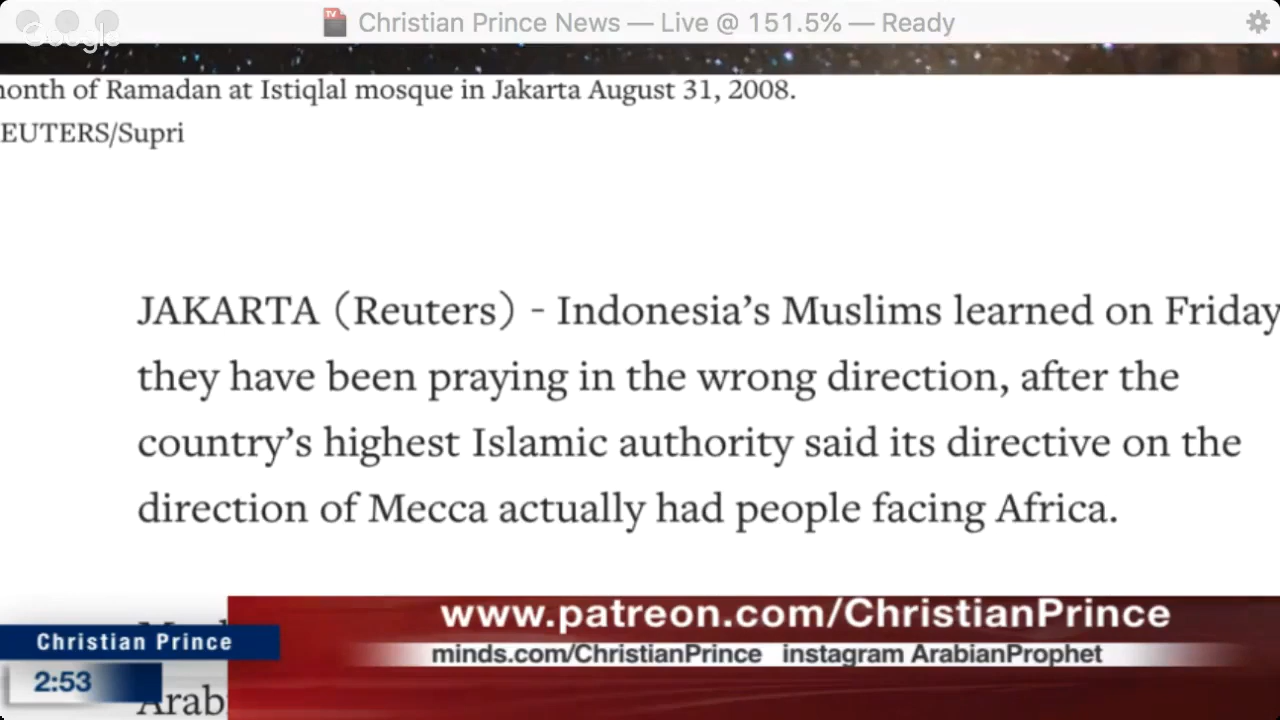 Christian Prince News — Live @ 151.5% — Ready
Google
onth of Ramadan at Istiqlal mosque in Jakarta August 31, 2008.
EUTERS/Supri
JAKARTA (Reuters) - Indonesia's Muslims learned on Friday
they have been praying in the wrong direction, after the
country's highest Islamic authority said its directive on the
direction of Mecca actually had people facing Africa.
www.patreon.com/ChristianPrince
Christian Prince
minds.com/ChristianPrince instagram ArabianProphet
2:53
Arab